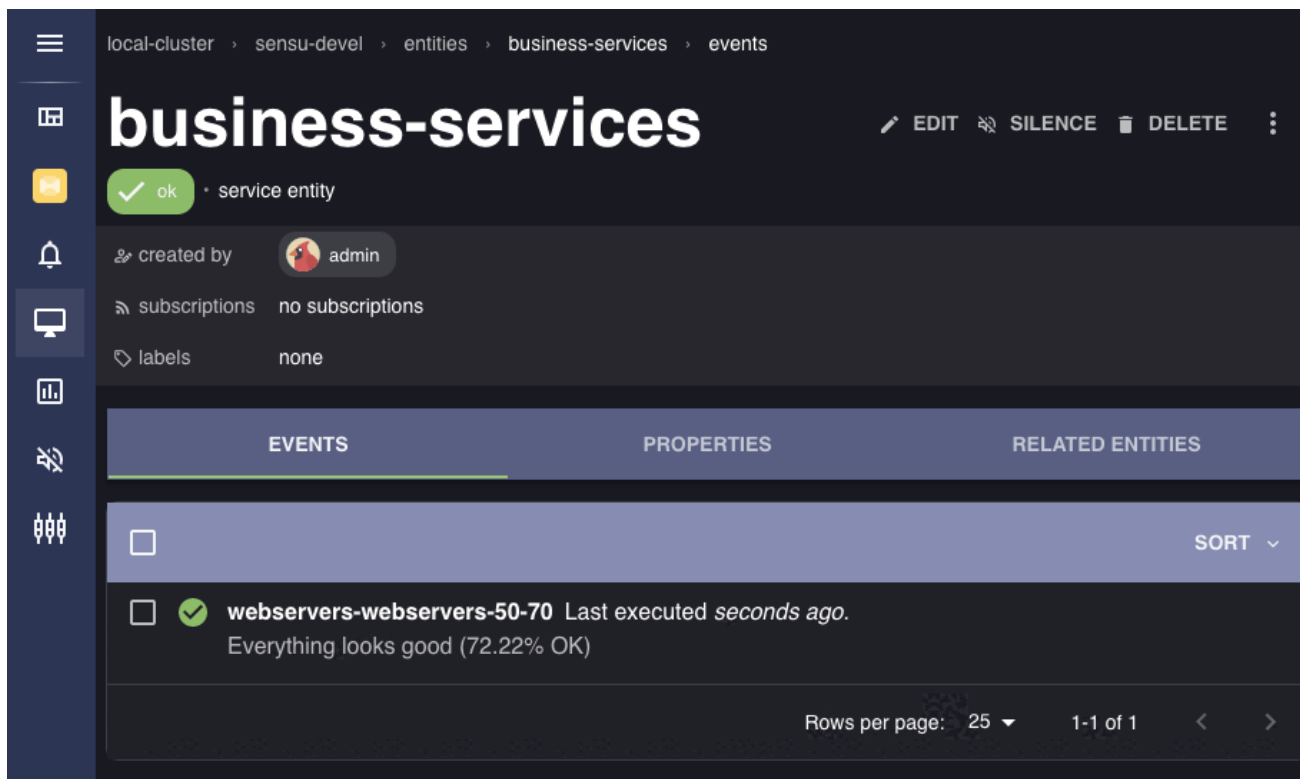 local-cluster › sensu-devel › entities › business-services › events
business-services
EDIT SILENCE DELETE
ok • service entity
created by admin
subscriptions no subscriptions
labels none
EVENTS PROPERTIES RELATED ENTITIES
SORT
webservers-webservers-50-70 Last executed seconds ago.
Everything looks good (72.22% OK)
Rows per page: 25 1-1 of 1